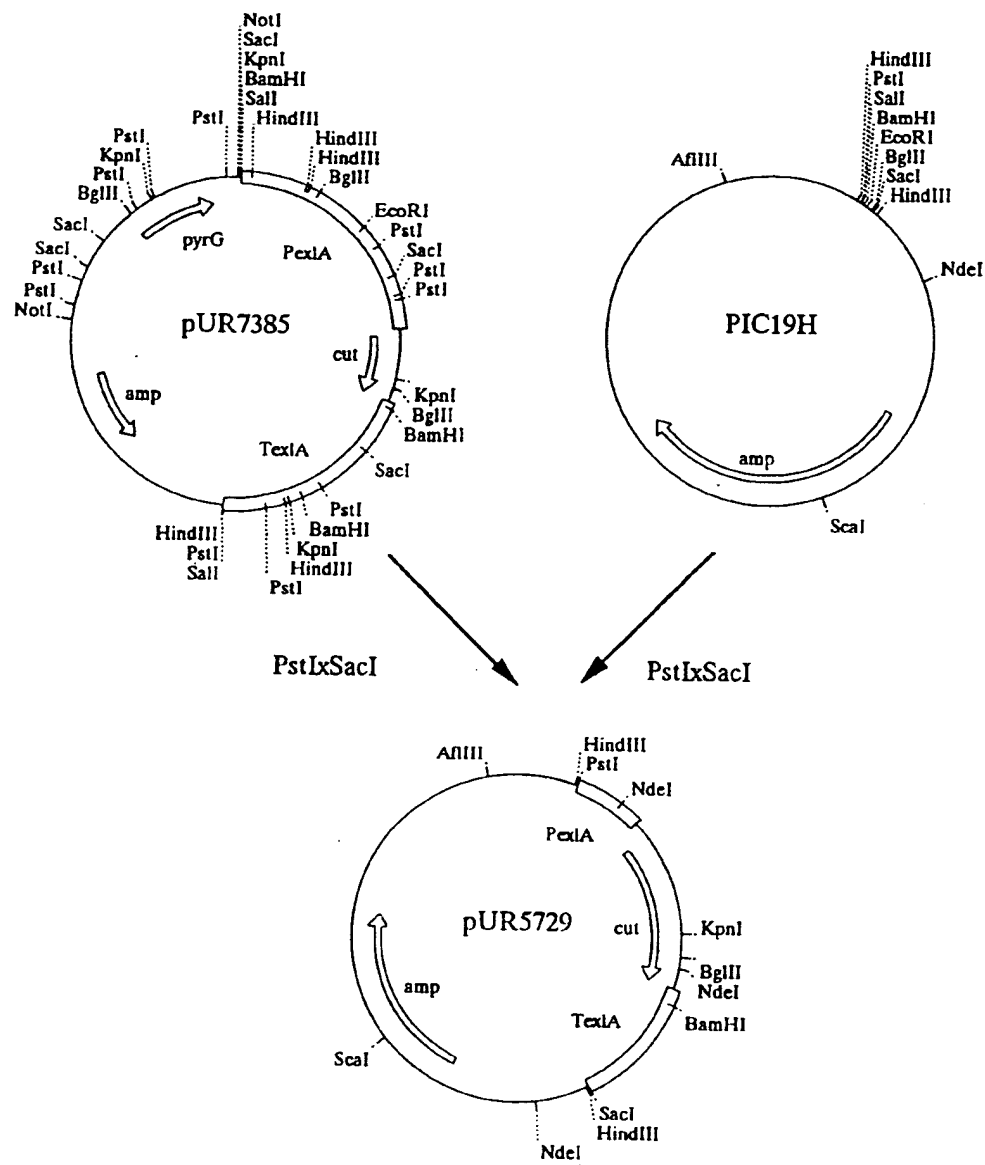 NotI
SacI
KpnI
BamHI
SalI
PstI
HindIII
HindIII
HindIII
BglII
EcoRI
PstI
SacI
PstI
PstI
PstI
KpnI
PstI
BglII
SacI
SacI
PstI
PstI
NotI
pyrG
PexlA
pUR7385
cut
amp
KpnI
BglII
BamHI
TexlA
SacI
PstI
BamHI
KpnI
HindIII
PstI
HindIII
PstI
SalI
HindIII
PstI
SalI
BamHI
EcoRI
BglII
SacI
HindIII
AflIII
NdeI
PIC19H
amp
ScaI
PstIxSacI
PstIxSacI
AflIII
HindIII
PstI
NdeI
PexlA
pUR5729
cut
KpnI
BglII
NdeI
BamHI
amp
TexlA
ScaI
SacI
HindIII
NdeI